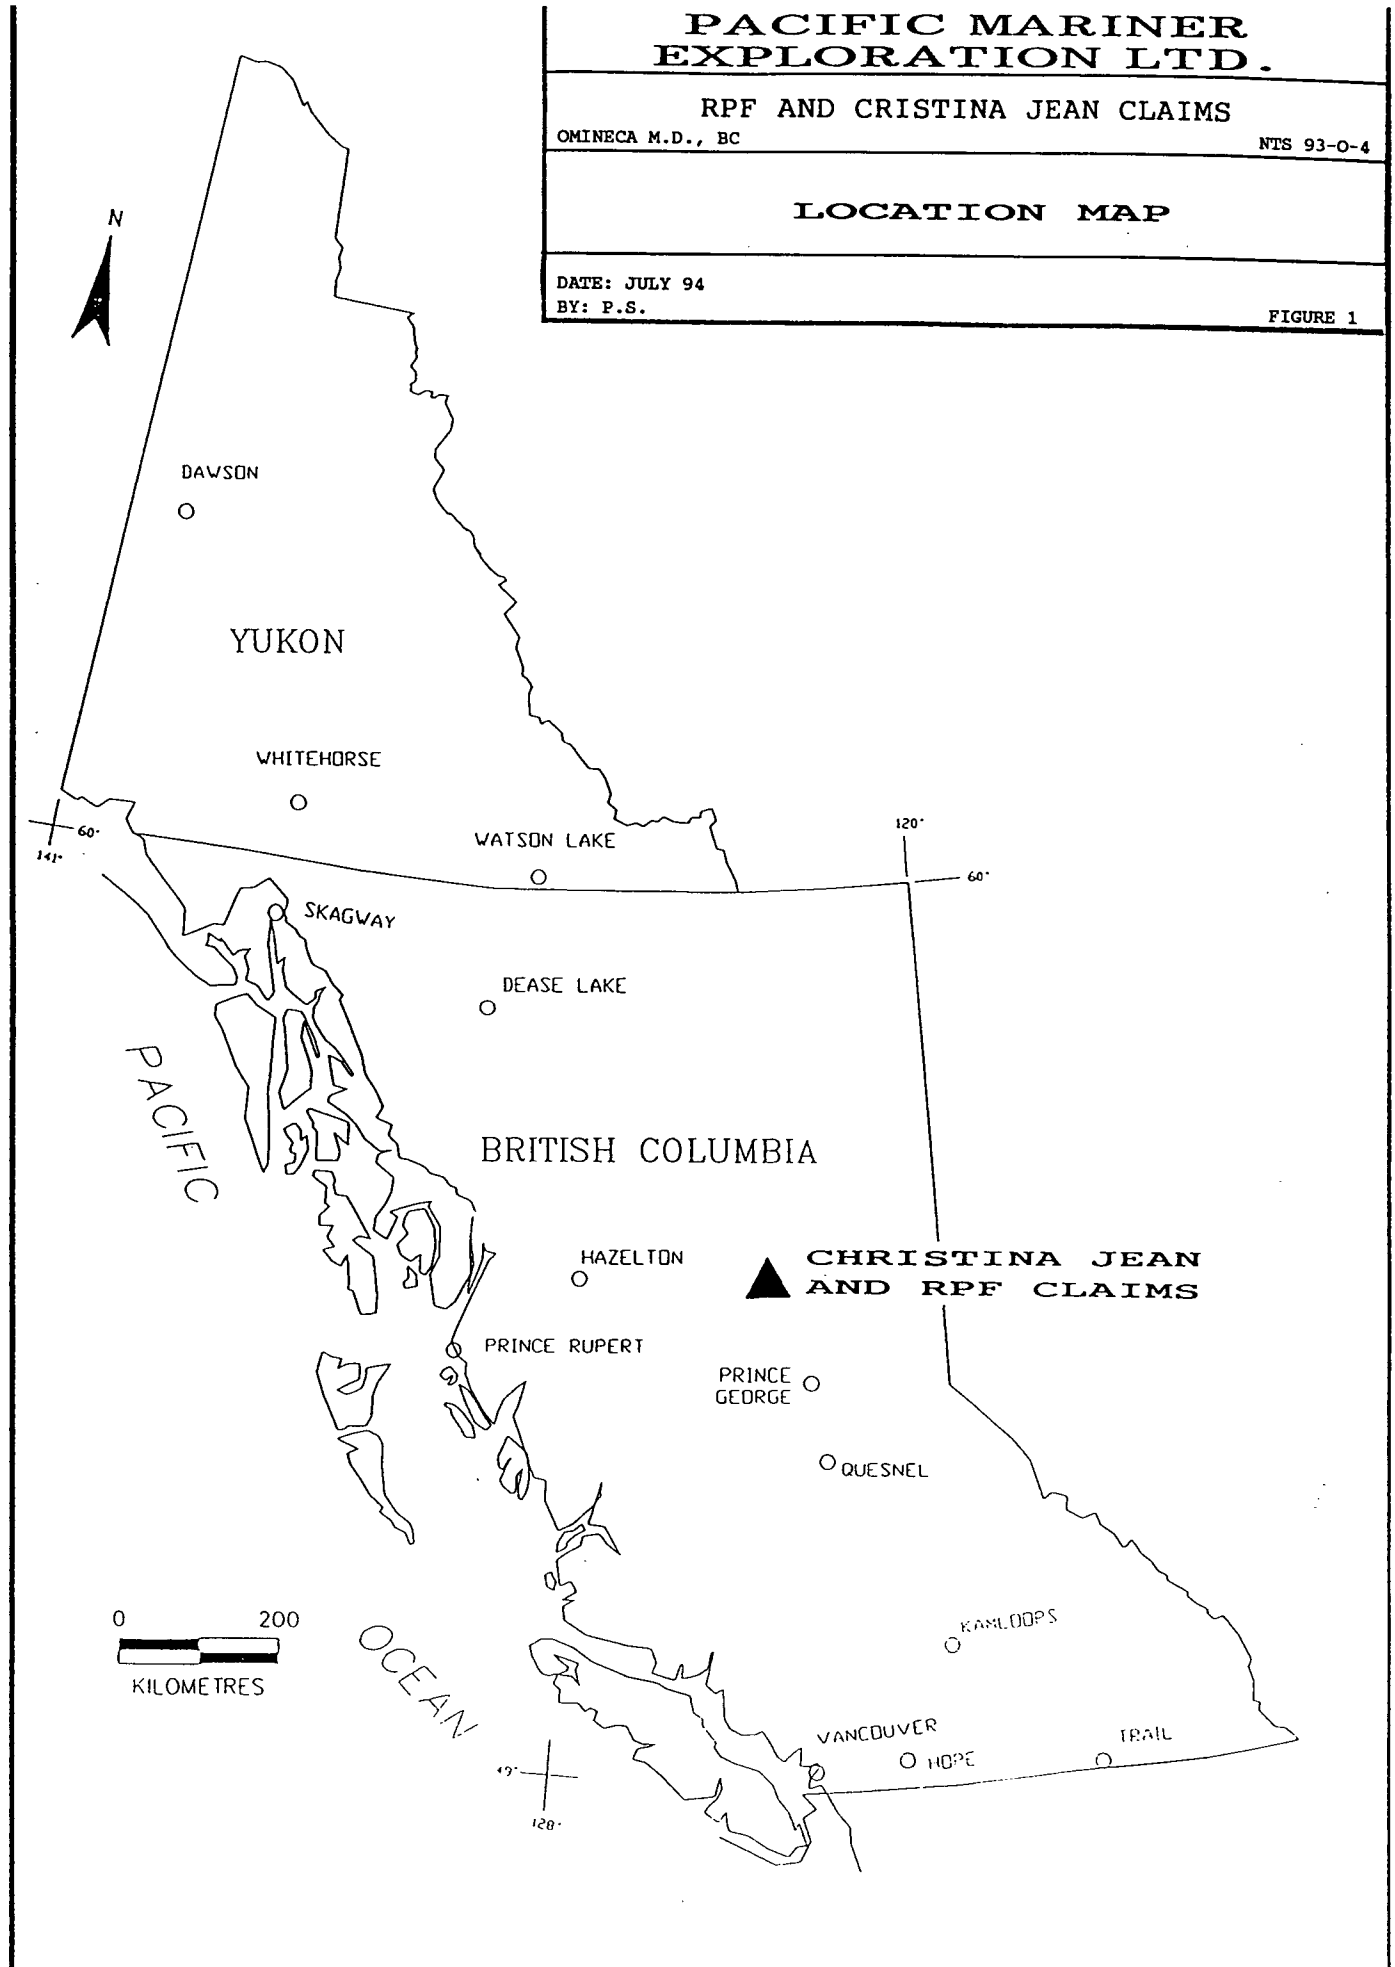 PACIFIC MARINER
EXPLORATION LTD.
RPF AND CRISTINA JEAN CLAIMS
OMINECA M.D., BC
NTS 93-O-4
LOCATION MAP
DATE: JULY 94
BY: P.S.
FIGURE 1
N
DAWSON
YUKON
WHITEHORSE
60°
141°
WATSON LAKE
120°
60°
SKAGWAY
DEASE LAKE
PACIFIC
BRITISH COLUMBIA
HAZELTON
CHRISTINA JEAN
AND RPF CLAIMS
PRINCE RUPERT
PRINCE
GEORGE
QUESNEL
0 200
KILOMETRES
OCEAN
KAMLOOPS
VANCOUVER
HOPE
TRAIL
49°
128°